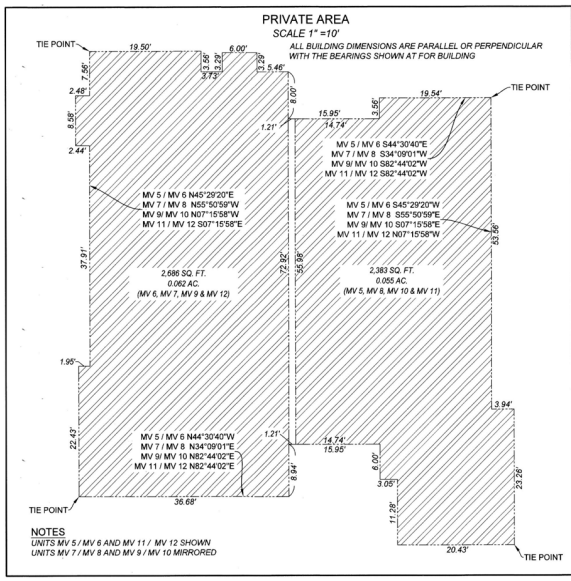 PRIVATE AREA
SCALE 1" =10'
ALL BUILDING DIMENSIONS ARE PARALLEL OR PERPENDICULAR
WITH THE BEARINGS SHOWN AT FOR BUILDING
TIE POINT
19.50'
6.00'
3.56'
3.29'
3.29'
3.73'
5.46'
7.56'
8.00'
2.48'
8.58'
2.44'
1.21'
TIE POINT
19.54'
3.56'
15.95'
14.74'
MV 5 / MV 6 S44°30'40"E
MV 7 / MV 8 S34°09'01"W
MV 9/ MV 10 S82°44'02"W
MV 11 / MV 12 S82°44'02"W
MV 5 / MV 6 N45°29'20"E
MV 7 / MV 8 N55°50'59"W
MV 9/ MV 10 N07°15'58"W
MV 11 / MV 12 S07°15'58"E
MV 5 / MV 6 S45°29'20"W
MV 7 / MV 8 S55°50'59"E
MV 9/ MV 10 S07°15'58"W
MV 11 / MV 12 N07°15'58"W
37.91'
72.92'
55.98'
53.56'
2,686 SQ. FT.
0.062 AC.
(MV 6, MV 7, MV 9 & MV 12)
2,383 SQ. FT.
0.055 AC.
(MV 5, MV 8, MV 10 & MV 11)
1.95'
3.94'
22.43'
MV 5 / MV 6 N44°30'40"W
MV 7 / MV 8 N34°09'01"E
MV 9/ MV 10 N82°44'02"E
MV 11 / MV 12 N82°44'02"E
1.21'
14.74'
15.95'
8.94'
6.00'
3.05'
11.28'
23.26'
36.68'
20.43'
TIE POINT
TIE POINT
NOTES
UNITS MV 5 / MV 6 AND MV 11 / MV 12 SHOWN
UNITS MV 7 / MV 8 AND MV 9 / MV 10 MIRRORED